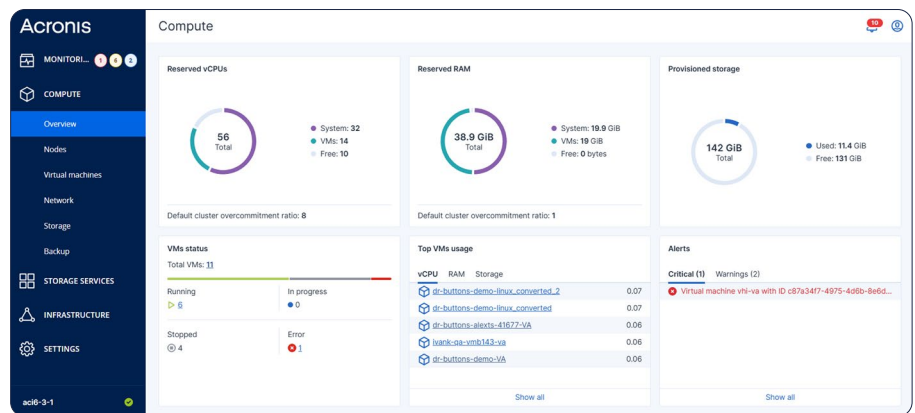 Acronis
Compute
10
MONITORI... 1 6 2
COMPUTE
Overview
Nodes
Virtual machines
Network
Storage
Backup
STORAGE SERVICES
INFRASTRUCTURE
SETTINGS
aci6-3-1
Reserved vCPUs
56
Total
System: 32
VMs: 14
Free: 10
Default cluster overcommitment ratio: 8
Reserved RAM
38.9 GiB
Total
System: 19.9 GiB
VMs: 19 GiB
Free: 0 bytes
Default cluster overcommitment ratio: 1
Provisioned storage
142 GiB
Total
Used: 11.4 GiB
Free: 131 GiB
VMs status
Total VMs: 11
Running
6
In progress
0
Stopped
4
Error
1
Top VMs usage
vCPU RAM Storage
dr-buttons-demo-linux_converted_2 0.07
dr-buttons-demo-linux_converted 0.07
dr-buttons-alexts-41677-VA 0.06
ivank-qa-vmb143-va 0.06
dr-buttons-demo-VA 0.06
Show all
Alerts
Critical (1) Warnings (2)
Virtual machine vhi-va with ID c87a34f7-4975-4d6b-8e6d...
Show all